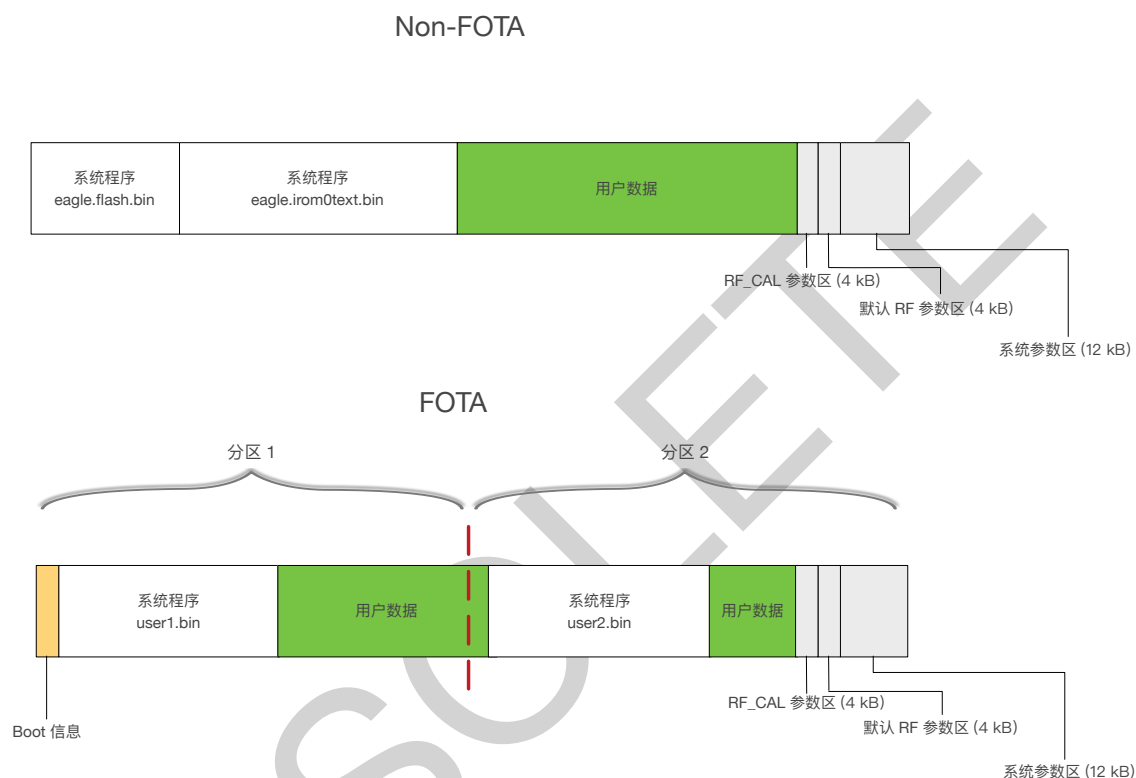 Non-FOTA
系统程序
eagle.flash.bin
系统程序
eagle.irom0text.bin
用户数据
RF_CAL 参数区 (4 kB)
默认 RF 参数区 (4 kB)
系统参数区 (12 kB)
FOTA
分区 1
分区 2
系统程序
user1.bin
用户数据
系统程序
user2.bin
用户数据
RF_CAL 参数区 (4 kB)
默认 RF 参数区 (4 kB)
Boot 信息
系统参数区 (12 kB)
SOLETE